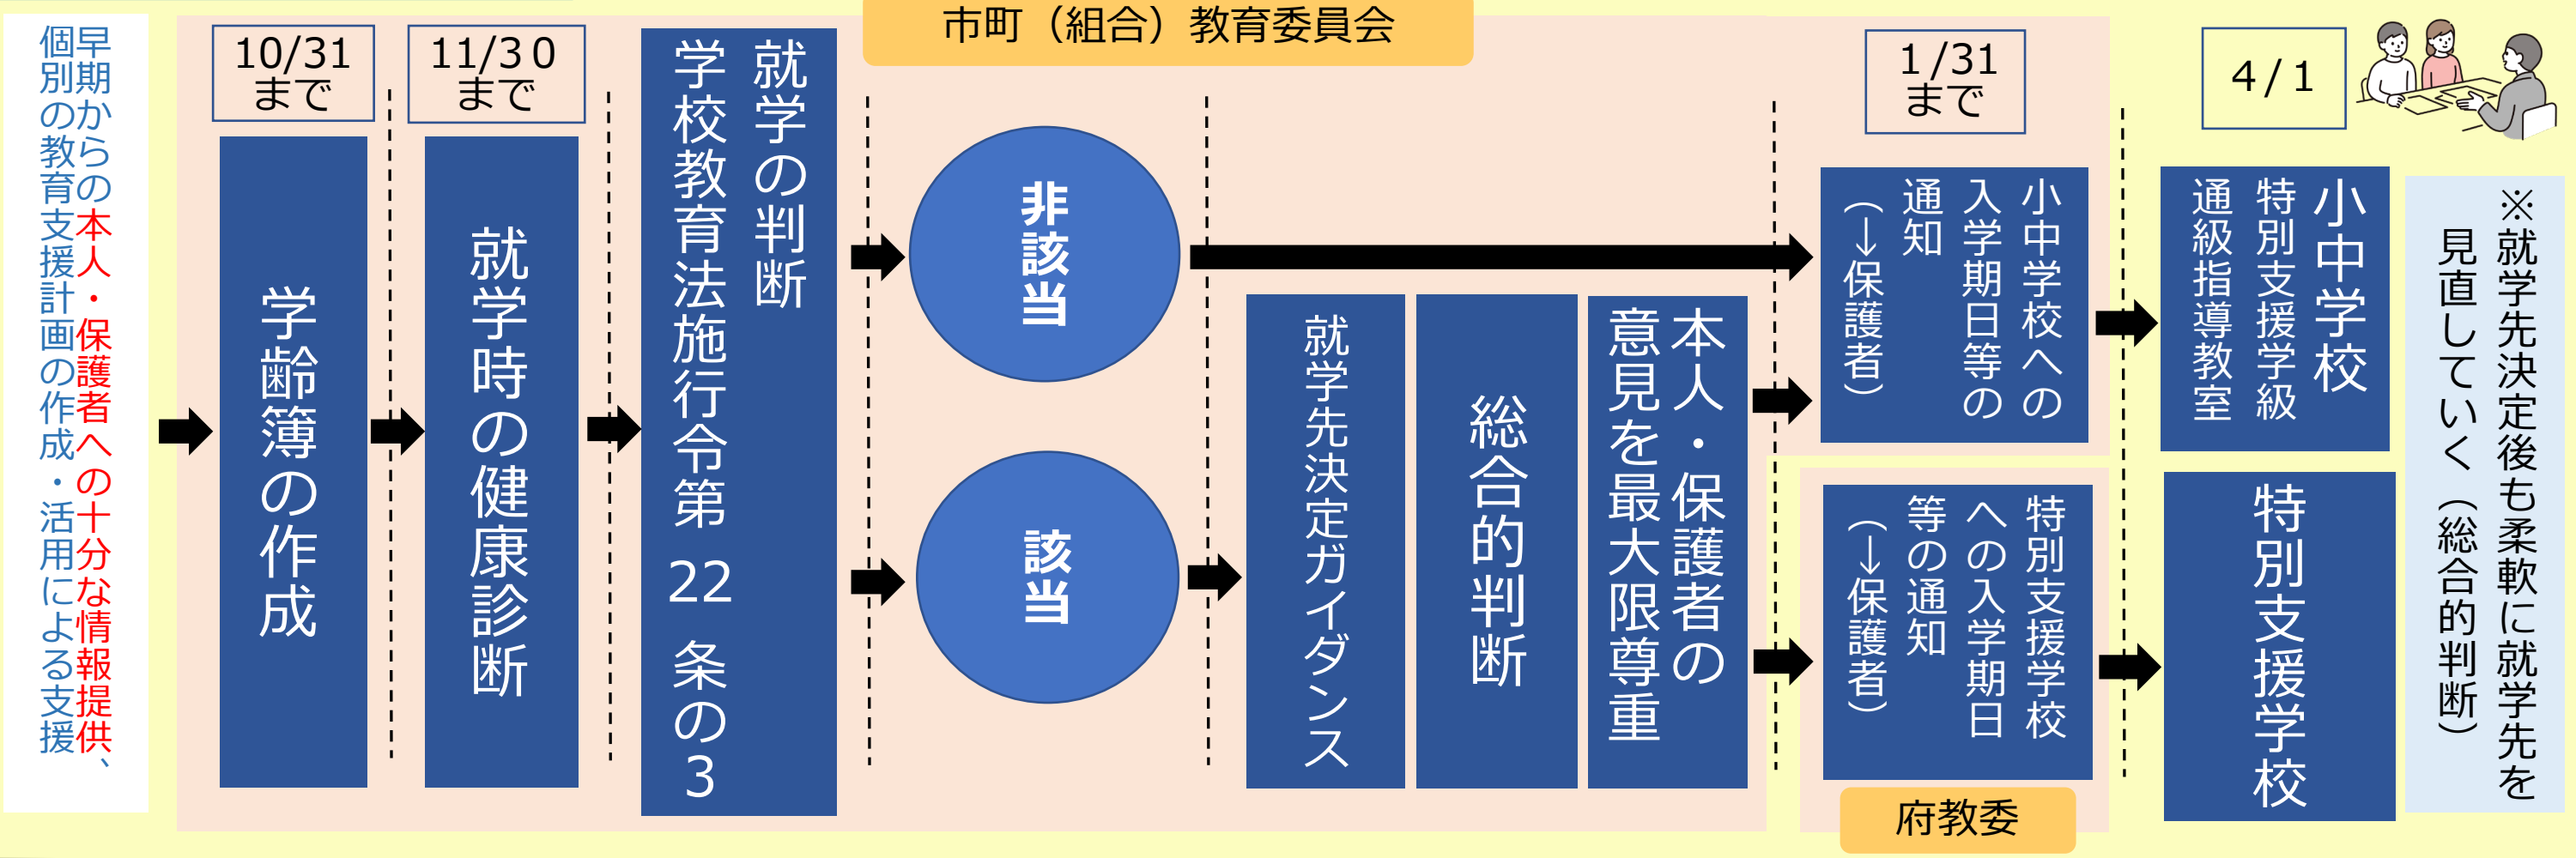 市町（組合）教育委員会
早期からの本人・保護者への十分な情報提供、
個別の教育支援計画の作成・活用による支援
10/31
まで
学齢簿の作成
11/３０
まで
就学時の健康診断
就学の判断
学校教育法施行令第 22 条の3
非該当
該当
就学先決定ガイダンス
総合的判断
本人・保護者の
意見を最大限尊重
１/31
まで
小中学校への
入学期日等の
通知
（→保護者）
特別支援学校
への入学期日
等の通知
（→保護者）
府教委
４/１
小中学校
特別支援学級
通級指導教室
特別支援学校
※就学先決定後も柔軟に就学先を
見直していく（総合的判断）